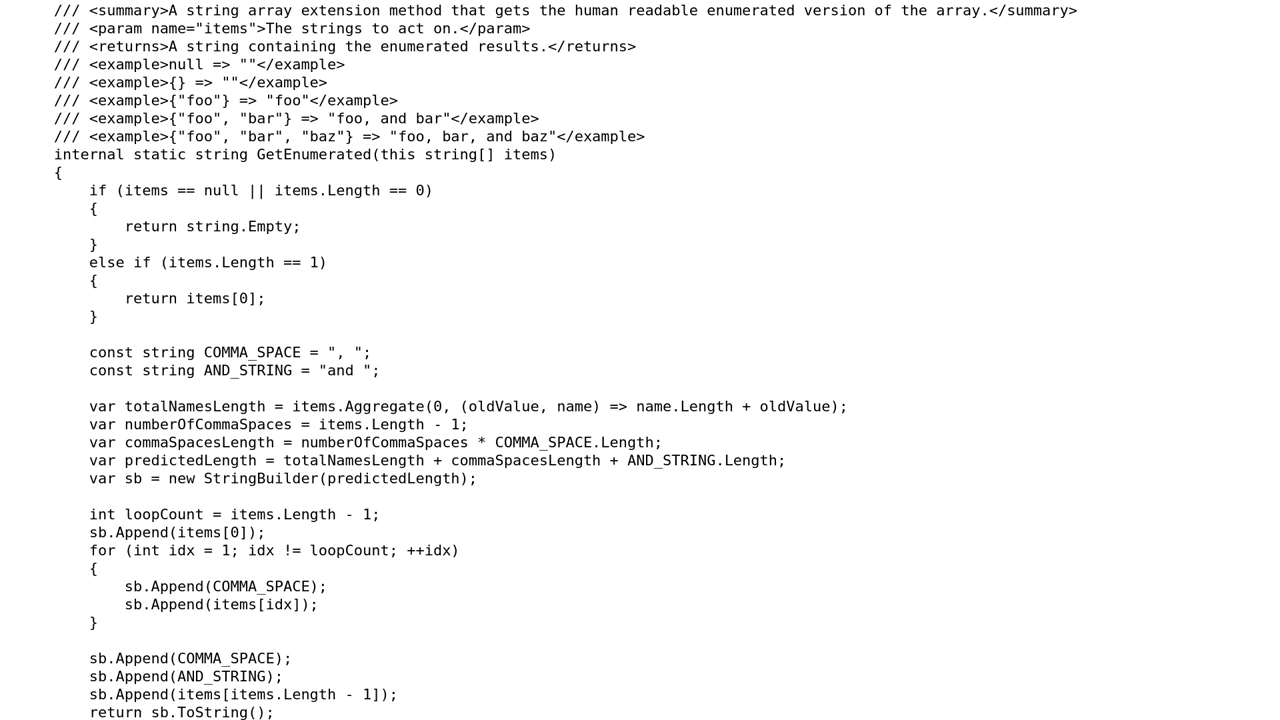 /// <summary>A string array extension method that gets the human readable enumerated version of the array.</summary>
/// <param name="items">The strings to act on.</param>
/// <returns>A string containing the enumerated results.</returns>
/// <example>null => ""</example>
/// <example>{} => ""</example>
/// <example>{"foo"} => "foo"</example>
/// <example>{"foo", "bar"} => "foo, and bar"</example>
/// <example>{"foo", "bar", "baz"} => "foo, bar, and baz"</example>
internal static string GetEnumerated(this string[] items)
{
    if (items == null || items.Length == 0)
    {
        return string.Empty;
    }
    else if (items.Length == 1)
    {
        return items[0];
    }

    const string COMMA_SPACE = ", ";
    const string AND_STRING = "and ";

    var totalNamesLength = items.Aggregate(0, (oldValue, name) => name.Length + oldValue);
    var numberOfCommaSpaces = items.Length - 1;
    var commaSpacesLength = numberOfCommaSpaces * COMMA_SPACE.Length;
    var predictedLength = totalNamesLength + commaSpacesLength + AND_STRING.Length;
    var sb = new StringBuilder(predictedLength);

    int loopCount = items.Length - 1;
    sb.Append(items[0]);
    for (int idx = 1; idx != loopCount; ++idx)
    {
        sb.Append(COMMA_SPACE);
        sb.Append(items[idx]);
    }

    sb.Append(COMMA_SPACE);
    sb.Append(AND_STRING);
    sb.Append(items[items.Length - 1]);
    return sb.ToString();